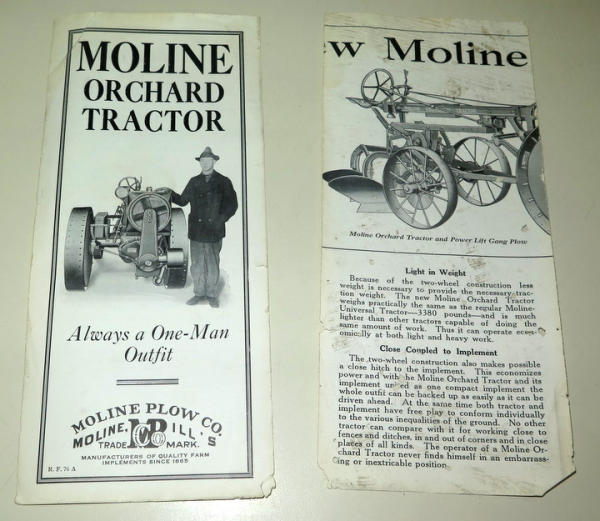 MOLINE
ORCHARD
TRACTOR
Always a One-Man
Outfit
MOLINE PLOW CO.
MOLINE, ILL'S
TRADE MARK.
MANUFACTURERS OF QUALITY FARM
IMPLEMENTS SINCE 1865
R. F. 76 A
ew Moline
Moline Orchard Tractor and Power Lift Gang Plow
Light in Weight
Because of the two-wheel construction less
weight is necessary to provide the necessary trac-
tion weight. The new Moline Orchard Tractor
weighs practically the same as the regular Moline-
Universal Tractor—3380 pounds—and is much
lighter than other tractors capable of doing the
same amount of work. Thus it can operate econ-
omically at both light and heavy work.
Close Coupled to Implement
The two-wheel construction also makes possible
a close hitch to the implement. This economizes
power and with the Moline Orchard Tractor and its
implement united as one compact implement the
whole outfit can be backed up as easily as it can be
driven ahead. At the same time both tractor and
implement have free play to conform individually
to the various inequalities of the ground. No other
tractor can compare with it for working close to
fences and ditches, in and out of corners and in close
places of all kinds. The operator of a Moline Or-
chard Tractor never finds himself in an embarrass-
ing or inextricable position.